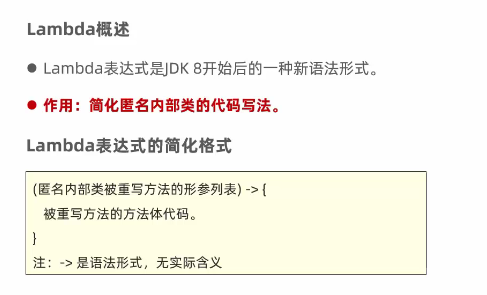 Lambda概述
● Lambda表达式是JDK 8开始后的一种新语法形式。
● 作用：简化匿名内部类的代码写法。
Lambda表达式的简化格式
(匿名内部类被重写方法的形参列表) -> {
被重写方法的方法体代码。
}
注：-> 是语法形式，无实际含义